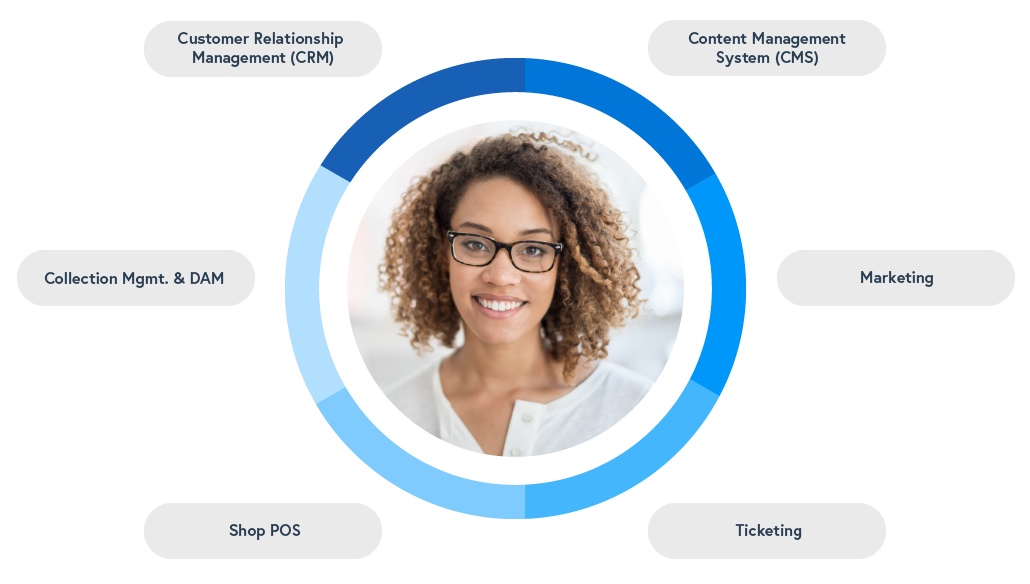 Customer Relationship
Management (CRM)
Content Management
System (CMS)
Collection Mgmt. & DAM
Marketing
Shop POS
Ticketing